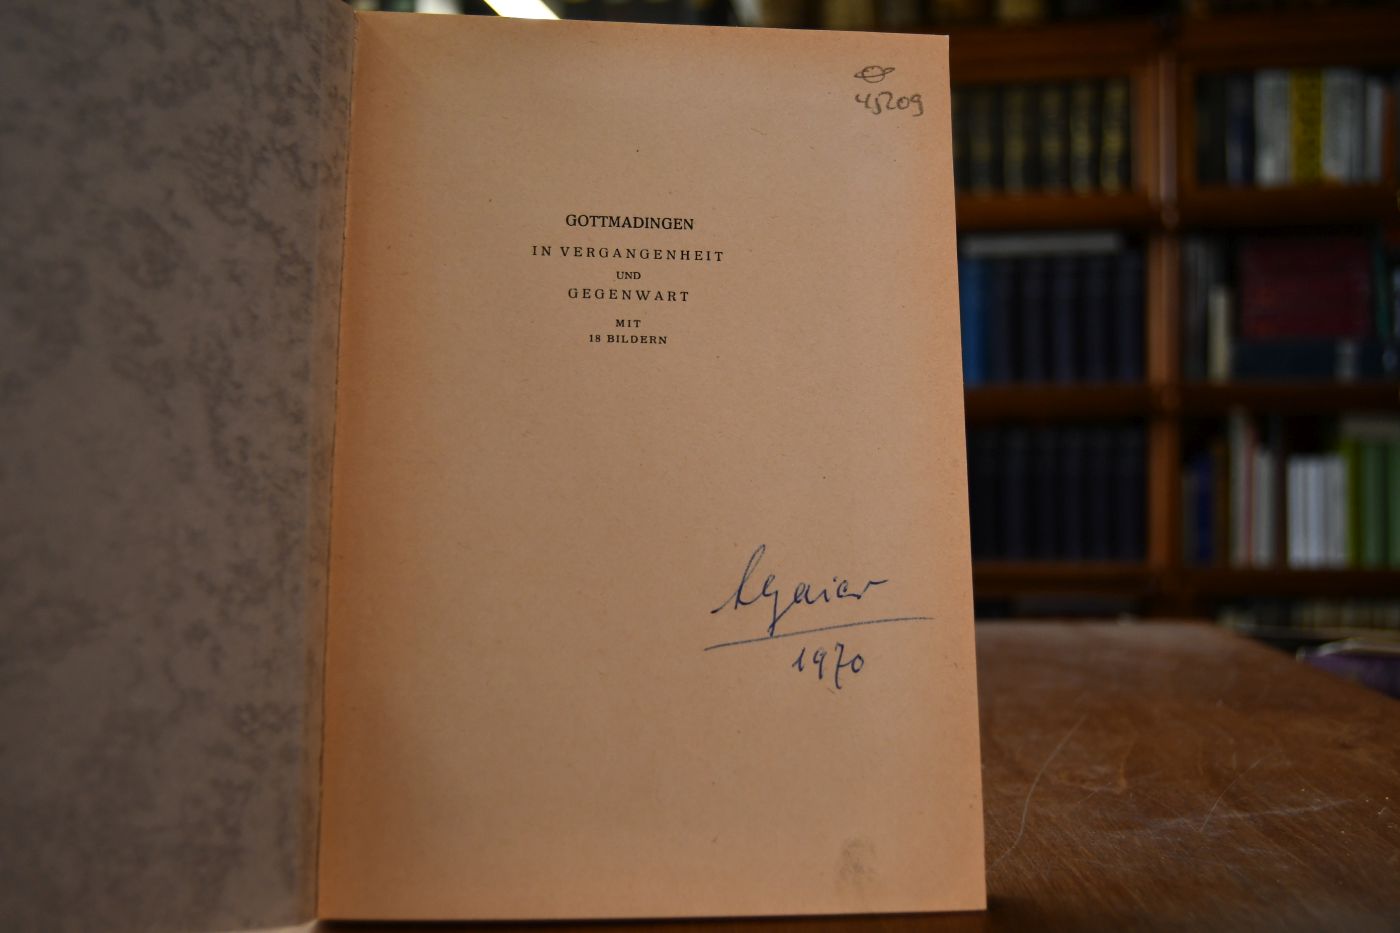 45209
GOTTMADINGEN
IN VERGANGENHEIT
UND
GEGENWART
MIT
18 BILDERN
1970